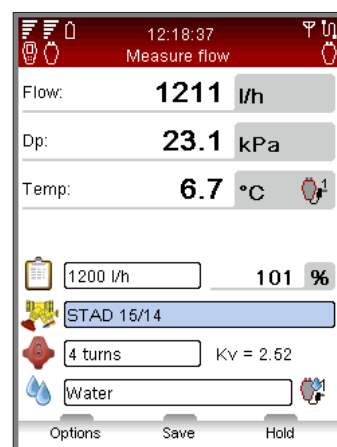 12:18:37
Measure flow
Flow: 1211 l/h
Dp: 23.1 kPa
Temp: 6.7 °C 1
1200 l/h 101 %
STAD 15/14
4 turns Kv = 2.52
Water
Options Save Hold